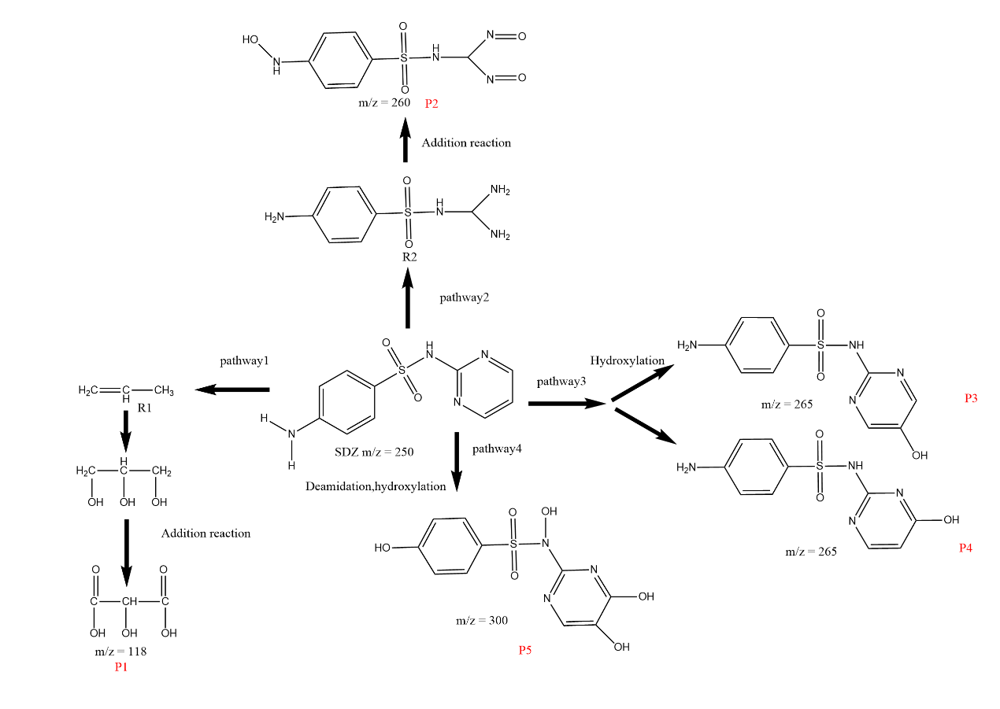 HO
N
H
O
S
O
H
N
N
O
N
O
m/z = 260 P2
Addition reaction
H₂N
O
S
O
H
N
NH₂
NH₂
R2
pathway2
pathway1
H₂C
C
H
CH₃
R1
H₂C
H
C
CH₂
OH
OH
OH
Addition reaction
O
O
C
CH
C
OH
OH
OH
m/z = 118
P1
O
S
O
H
N
N
N
H
N
H
SDZ m/z = 250
pathway3
Hydroxylation
H₂N
O
S
O
NH
N
N
OH
m/z = 265
P3
H₂N
O
S
O
NH
N
N
OH
m/z = 265
P4
pathway4
Deamidation,hydroxylation
HO
O
S
O
OH
N
N
N
OH
OH
m/z = 300
P5